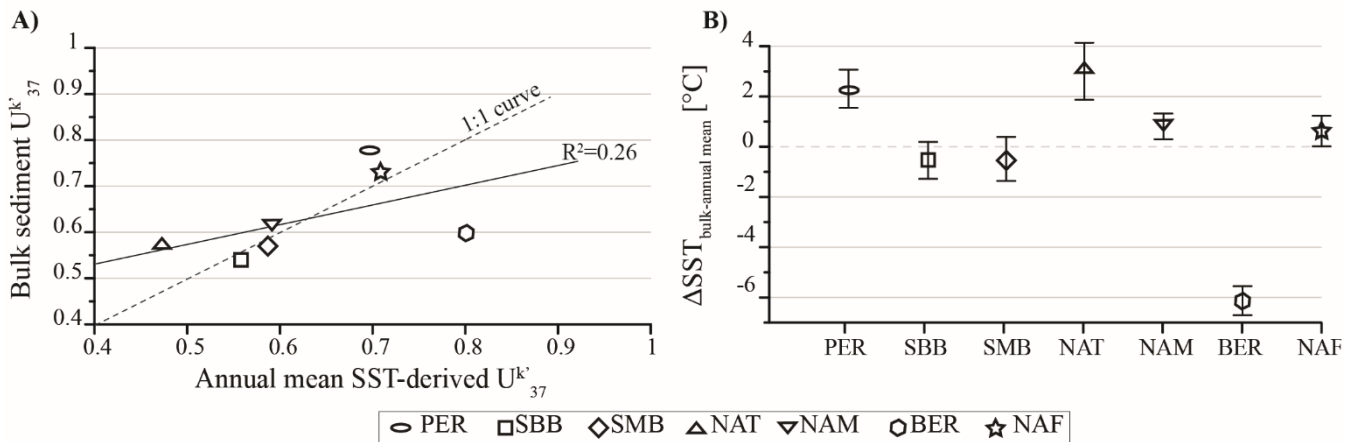 A)
Bulk sediment Uᵏ'₃₇
1
0.9
0.8
0.7
0.6
0.5
0.4
0.4 0.5 0.6 0.7 0.8 0.9 1
1:1 curve
R²=0.26
Annual mean SST-derived Uᵏ'₃₇
B)
ΔSST bulk-annual mean [°C]
4
2
0
-2
-4
-6
PER SBB SMB NAT NAM BER NAF
PER SBB SMB NAT NAM BER NAF